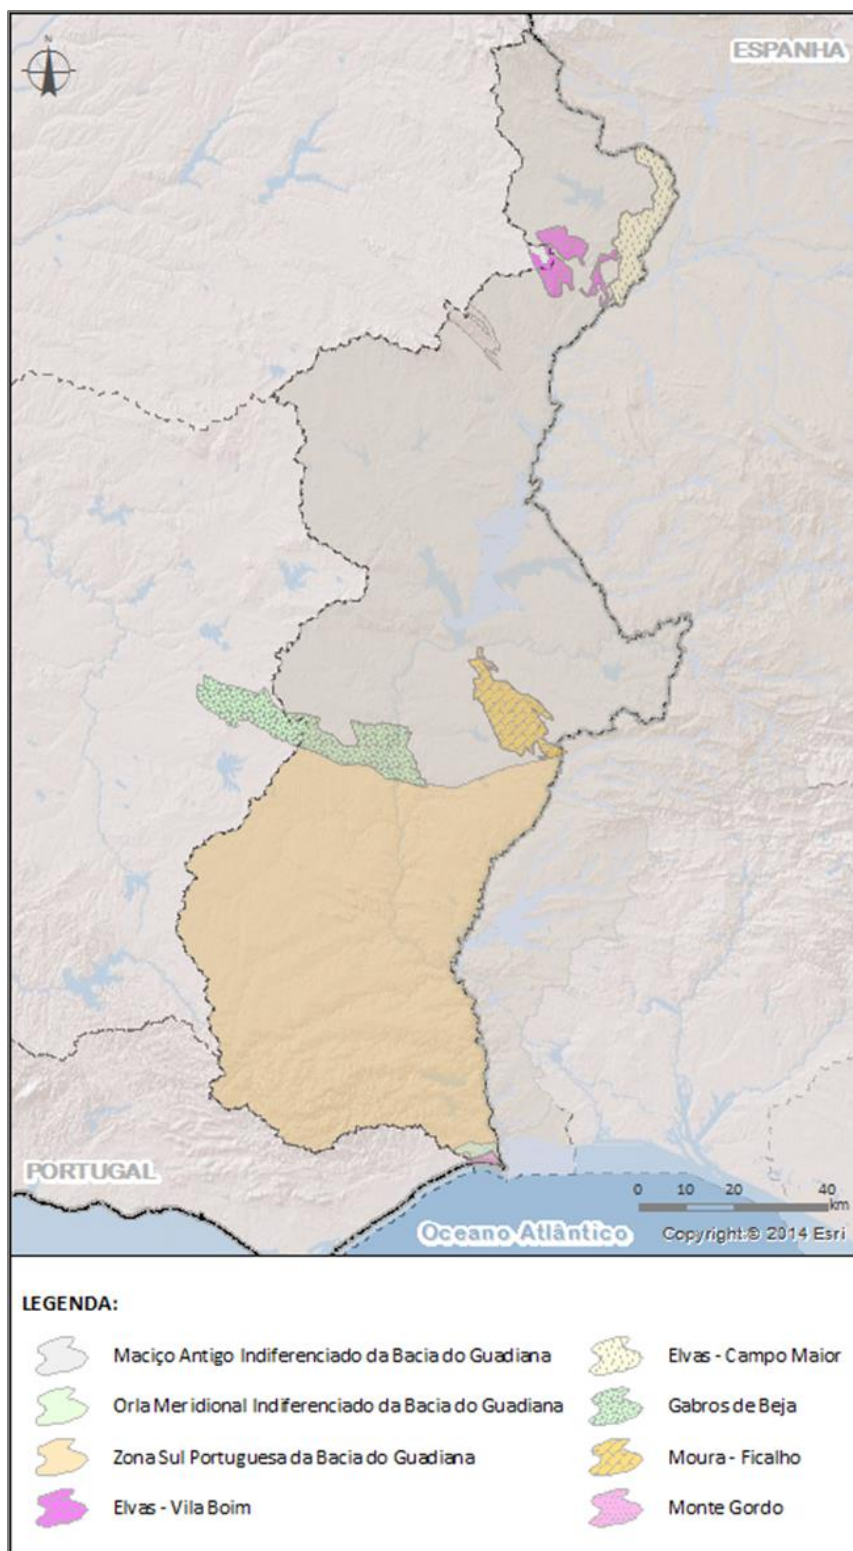 N
ESPANHA
PORTUGAL
0 10 20 40
km
Oceano Atlântico
Copyright:© 2014 Esri
LEGENDA:
Maciço Antigo Indiferenciado da Bacia do Guadiana
Elvas - Campo Maior
Orla Meridional Indiferenciado da Bacia do Guadiana
Gabros de Beja
Zona Sul Portuguesa da Bacia do Guadiana
Moura - Ficalho
Elvas - Vila Boim
Monte Gordo